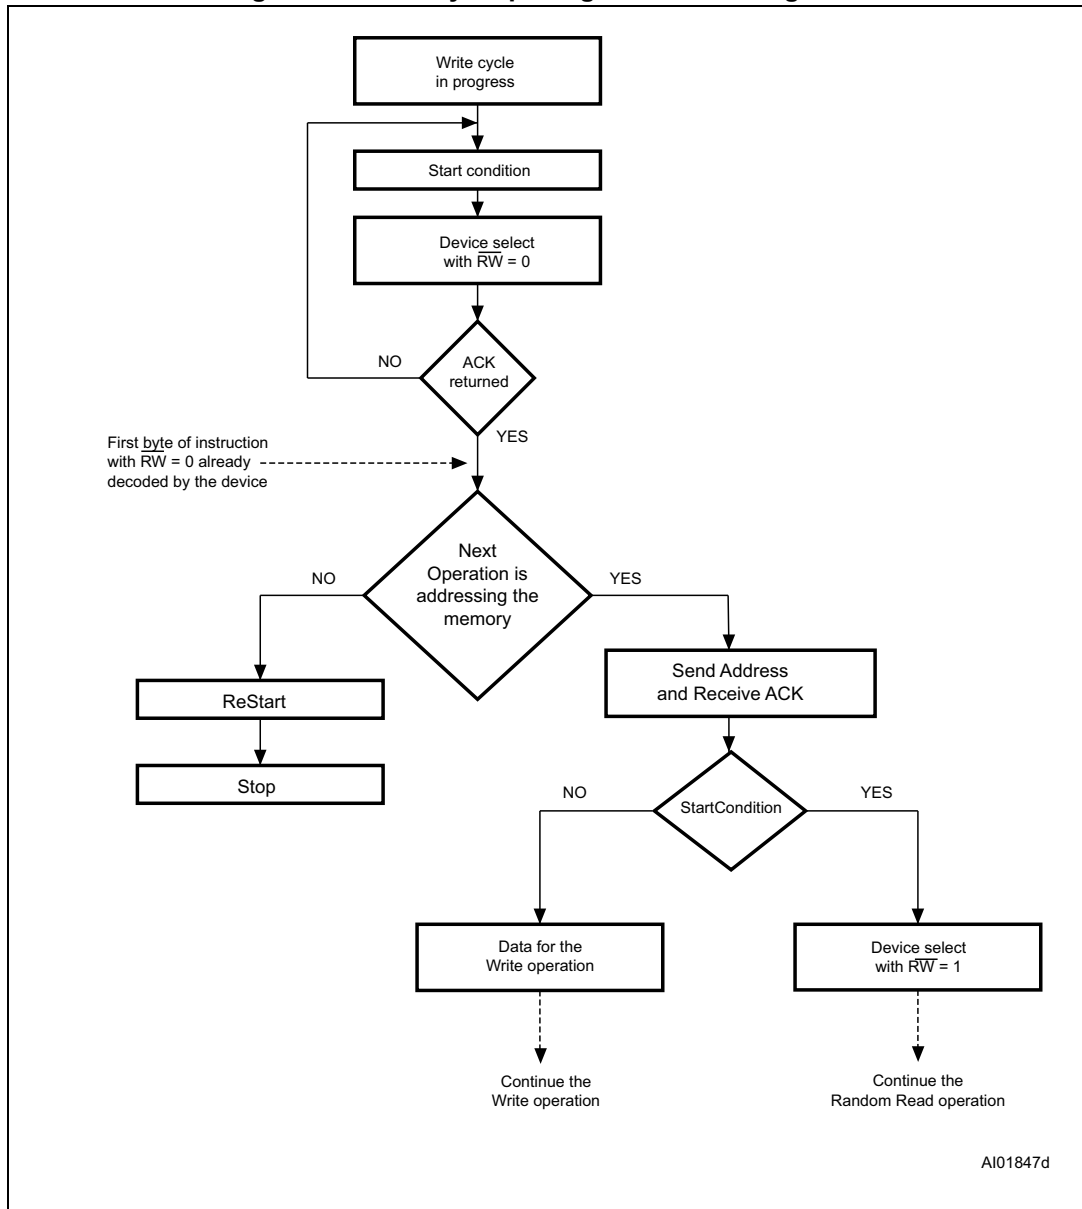 Write cycle
in progress
Start condition
Device select
with RW = 0
NO
ACK
returned
YES
First byte of instruction
with RW = 0 already
decoded by the device
Next
Operation is
addressing the
memory
NO
YES
Send Address
and Receive ACK
ReStart
Stop
NO
StartCondition
YES
Data for the
Write operation
Device select
with RW = 1
Continue the
Write operation
Continue the
Random Read operation
AI01847d